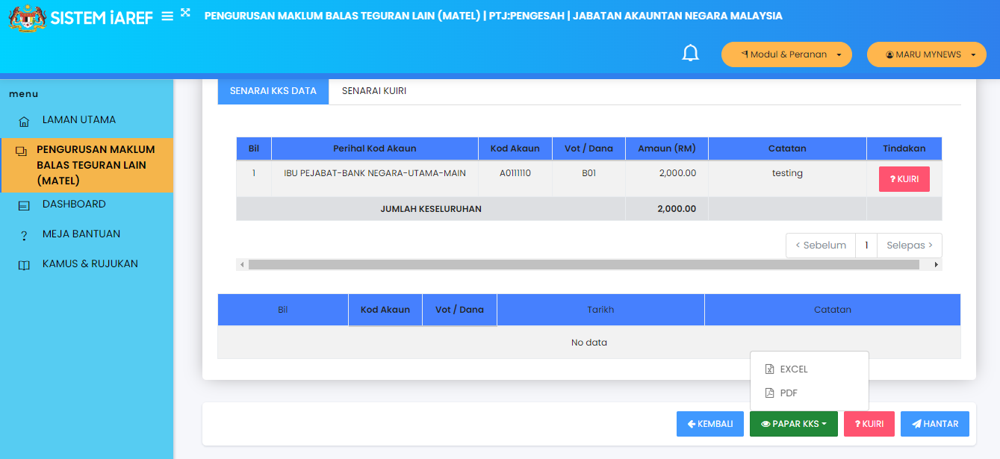 SISTEM iAREF
PENGURUSAN MAKLUM BALAS TEGURAN LAIN (MATEL) | PTJ:PENGESAH | JABATAN AKAUNTAN NEGARA MALAYSIA
Modul & Peranan
MARU MYNEWS
menu
LAMAN UTAMA
PENGURUSAN MAKLUM
BALAS TEGURAN LAIN
(MATEL)
DASHBOARD
MEJA BANTUAN
KAMUS & RUJUKAN
SENARAI KKS DATA SENARAI KUIRI
Bil Perihal Kod Akaun Kod Akaun Vot / Dana Amaun (RM) Catatan Tindakan
1 IBU PEJABAT-BANK NEGARA-UTAMA-MAIN A0111110 B01 2,000.00 testing ? KUIRI
JUMLAH KESELURUHAN 2,000.00
< Sebelum 1 Selepas >
Bil Kod Akaun Vot / Dana Tarikh Catatan
No data
EXCEL
PDF
KEMBALI PAPAR KKS ? KUIRI HANTAR